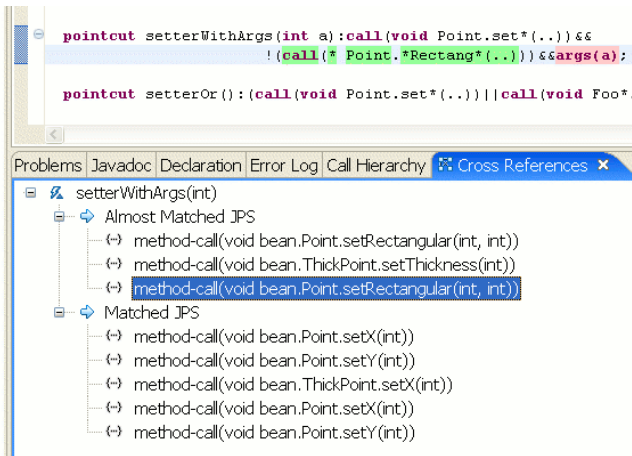 pointcut setterWithArgs(int a):call(void Point.set*(..))&&
!(call(* Point.*Rectang*(..)))&&args(a);
pointcut setterOr():(call(void Point.set*(..))||call(void Foo*.
Problems Javadoc Declaration Error Log Call Hierarchy Cross References
setterWithArgs(int)
Almost Matched JPS
method-call(void bean.Point.setRectangular(int, int))
method-call(void bean.ThickPoint.setThickness(int))
method-call(void bean.Point.setRectangular(int, int))
Matched JPS
method-call(void bean.Point.setX(int))
method-call(void bean.Point.setY(int))
method-call(void bean.ThickPoint.setX(int))
method-call(void bean.Point.setX(int))
method-call(void bean.Point.setY(int))